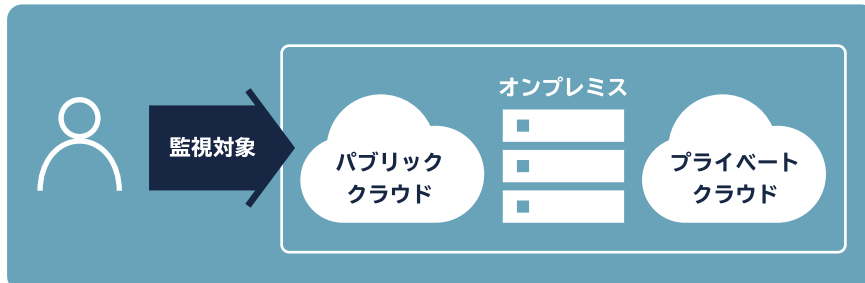 監視対象
パブリック
クラウド
オンプレミス
プライベート
クラウド